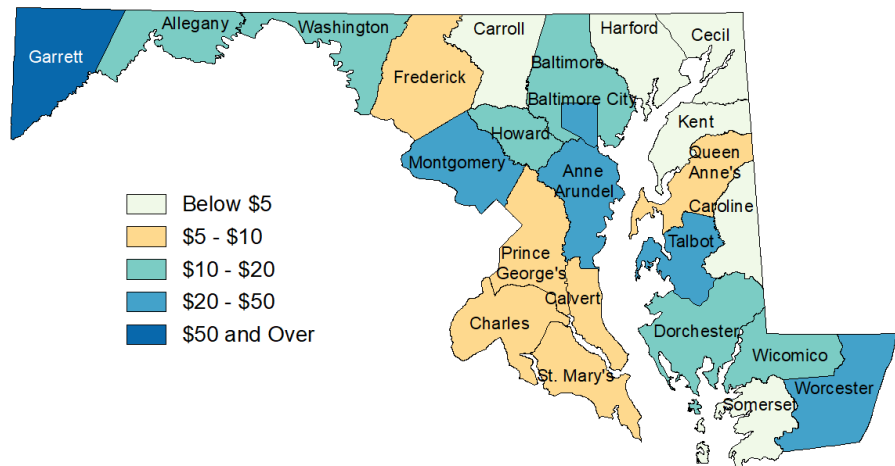 Garrett
Allegany
Washington
Frederick
Carroll
Baltimore
Harford
Cecil
Baltimore City
Howard
Montgomery
Anne
Arundel
Kent
Queen
Anne's
Caroline
Talbot
Prince
George's
Calvert
Charles
St. Mary's
Dorchester
Wicomico
Somerset
Worcester
Below $5
$5 - $10
$10 - $20
$20 - $50
$50 and Over